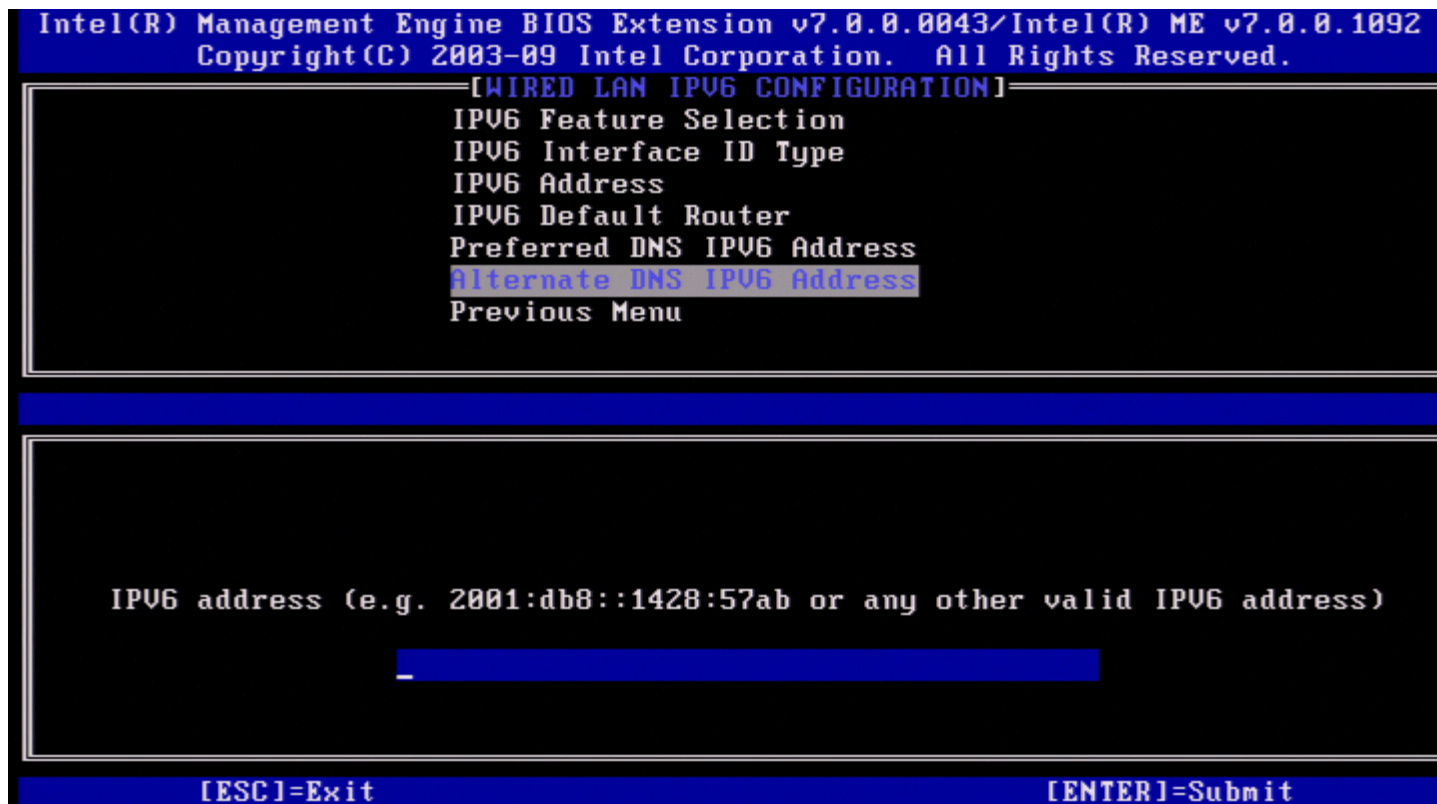 Intel(R) Management Engine BIOS Extension v7.0.0.0043/Intel(R) ME v7.0.0.1092
Copyright(C) 2003-09 Intel Corporation. All Rights Reserved.
[WIRED LAN IPV6 CONFIGURATION]
IPV6 Feature Selection
IPV6 Interface ID Type
IPV6 Address
IPV6 Default Router
Preferred DNS IPV6 Address
Alternate DNS IPV6 Address
Previous Menu
IPV6 address (e.g. 2001:db8::1428:57ab or any other valid IPV6 address)
[ESC]=Exit [ENTER]=Submit